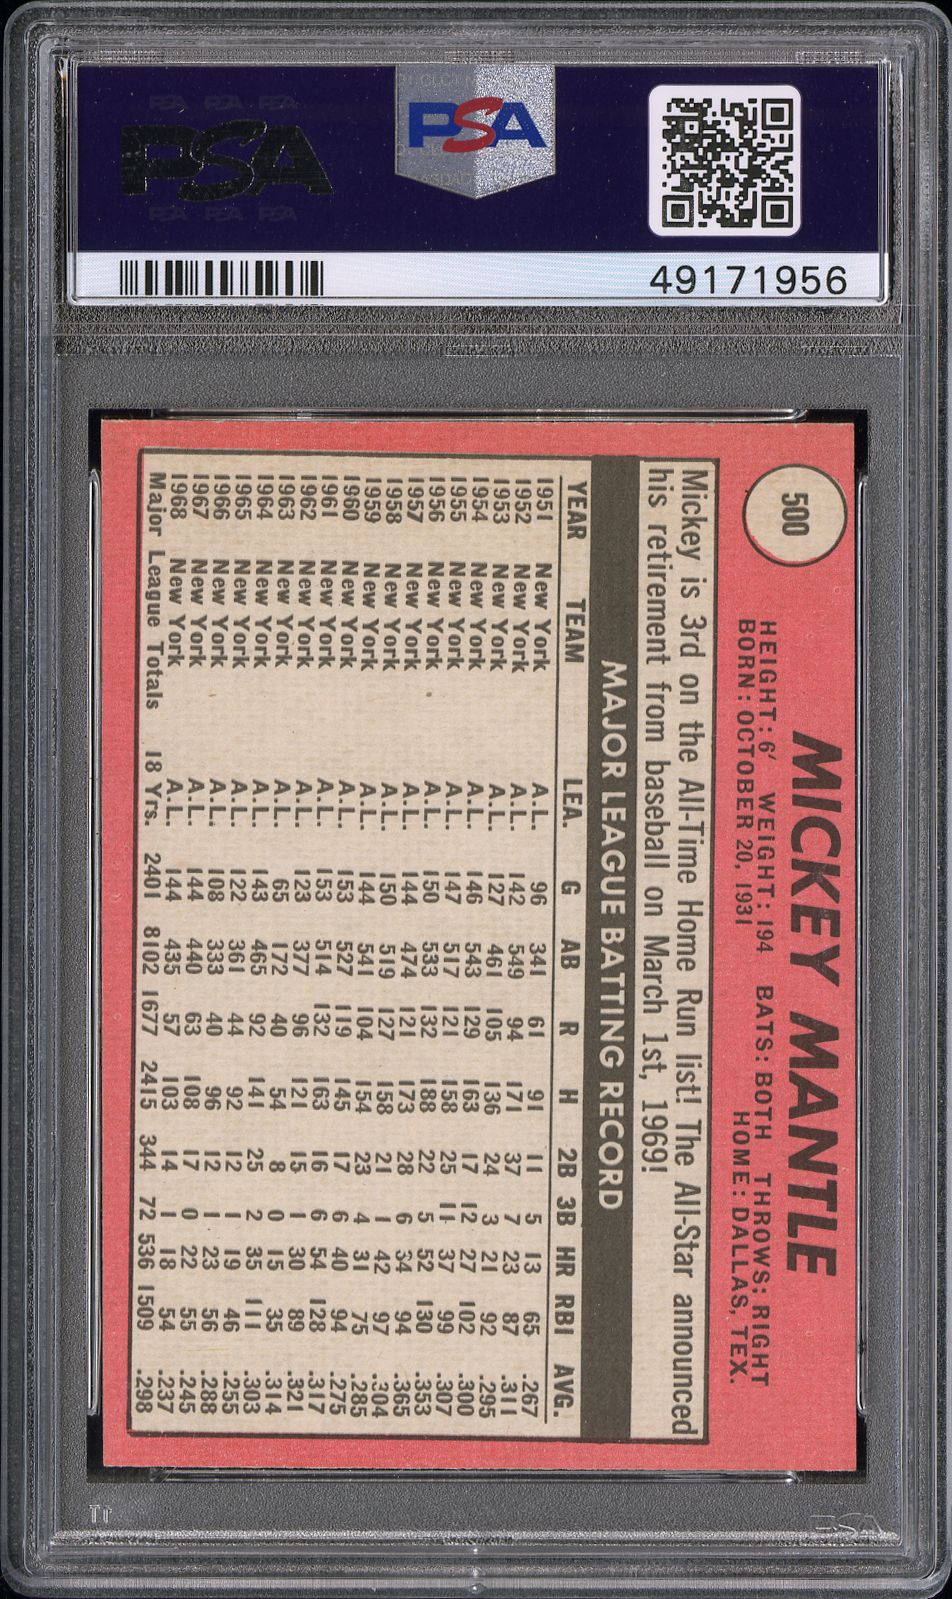 PSA PSA PSA
PSA
PSA PSA PSA
PSA
49171956
500
MICKEY MANTLE
HEIGHT: 6' WEIGHT: 194 BATS: BOTH THROWS: RIGHT
BORN: OCTOBER 20, 1931 HOME: DALLAS, TEX.
Mickey is 3rd on the All-Time Home Run list! The All-Star announced
his retirement from baseball on March 1st, 1969!
MAJOR LEAGUE BATTING RECORD
YEAR TEAM LEA. G AB R H 2B 3B HR RBI AVG.
1951 New York A.L. 96 341 61 91 11 5 13 65 .267
1952 New York A.L. 142 549 94 171 37 7 23 87 .311
1953 New York A.L. 127 461 105 136 24 3 21 92 .295
1954 New York A.L. 146 543 129 163 17 12 27 102 .300
1955 New York A.L. 147 517 121 158 25 11 37 99 .307
1956 New York A.L. 150 533 132 188 22 5 52 130 .353
1957 New York A.L. 144 474 121 173 28 6 34 94 .365
1958 New York A.L. 150 519 127 158 21 1 42 97 .304
1959 New York A.L. 144 541 104 154 23 4 31 75 .285
1960 New York A.L. 153 527 119 145 17 6 40 94 .275
1961 New York A.L. 153 514 132 163 16 6 54 128 .317
1962 New York A.L. 123 377 96 121 15 1 30 89 .321
1963 New York A.L. 65 172 40 54 8 0 15 35 .314
1964 New York A.L. 143 465 92 141 25 2 35 111 .303
1965 New York A.L. 122 361 44 92 12 1 19 46 .255
1966 New York A.L. 108 333 40 96 12 1 23 56 .288
1967 New York A.L. 144 440 63 108 17 0 22 55 .245
1968 New York A.L. 144 435 57 103 14 1 18 54 .237
Major League Totals 18 Yrs. 2401 8102 1677 2415 344 72 536 1509 .298
PSA